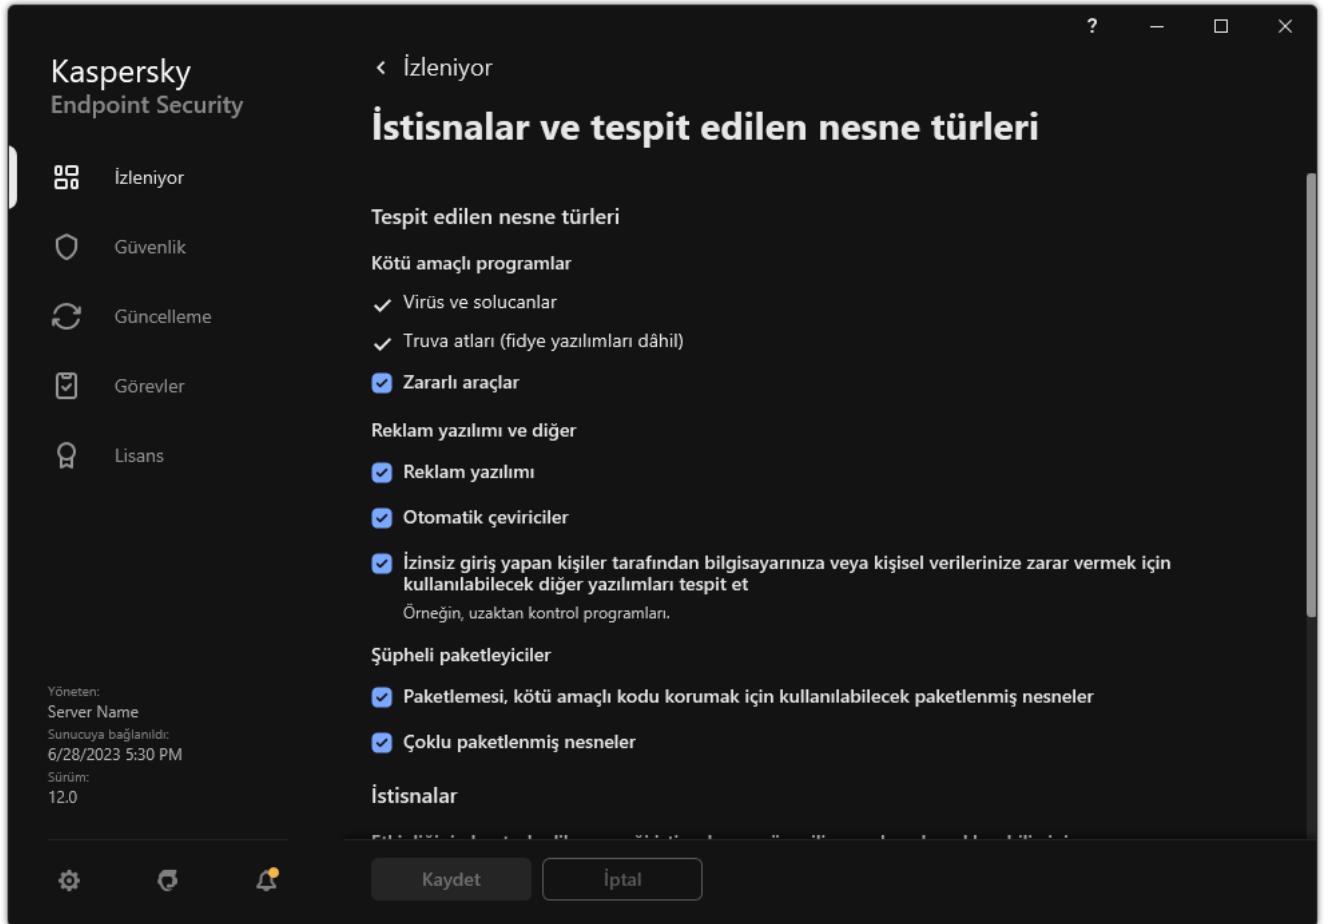 ?
Kaspersky
Endpoint Security
İzleniyor
Güvenlik
Güncelleme
Görevler
Lisans
Yöneten:
Server Name
Sunucuya bağlanıldı:
6/28/2023 5:30 PM
Sürüm:
12.0
İzleniyor
İstisnalar ve tespit edilen nesne türleri
Tespit edilen nesne türleri
Kötü amaçlı programlar
Virüs ve solucanlar
Truva atları (fidye yazılımları dâhil)
Zararlı araçlar
Reklam yazılımı ve diğer
Reklam yazılımı
Otomatik çeviriciler
İzinsiz giriş yapan kişiler tarafından bilgisayarınıza veya kişisel verilerinize zarar vermek için
kullanılabilecek diğer yazılımları tespit et
Örneğin, uzaktan kontrol programları.
Şüpheli paketleyiciler
Paketlemesi, kötü amaçlı kodu korumak için kullanılabilecek paketlenmiş nesneler
Çoklu paketlenmiş nesneler
İstisnalar
Kaydet
İptal